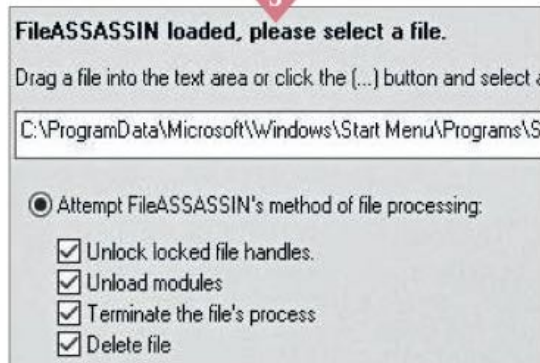 FileASSASSIN loaded, please select a file.
Drag a file into the text area or click the (...) button and select
C:\ProgramData\Microsoft\Windows\Start Menu\Programs\S
Attempt FileASSASSIN's method of file processing:
Unlock locked file handles.
Unload modules
Terminate the file's process
Delete file